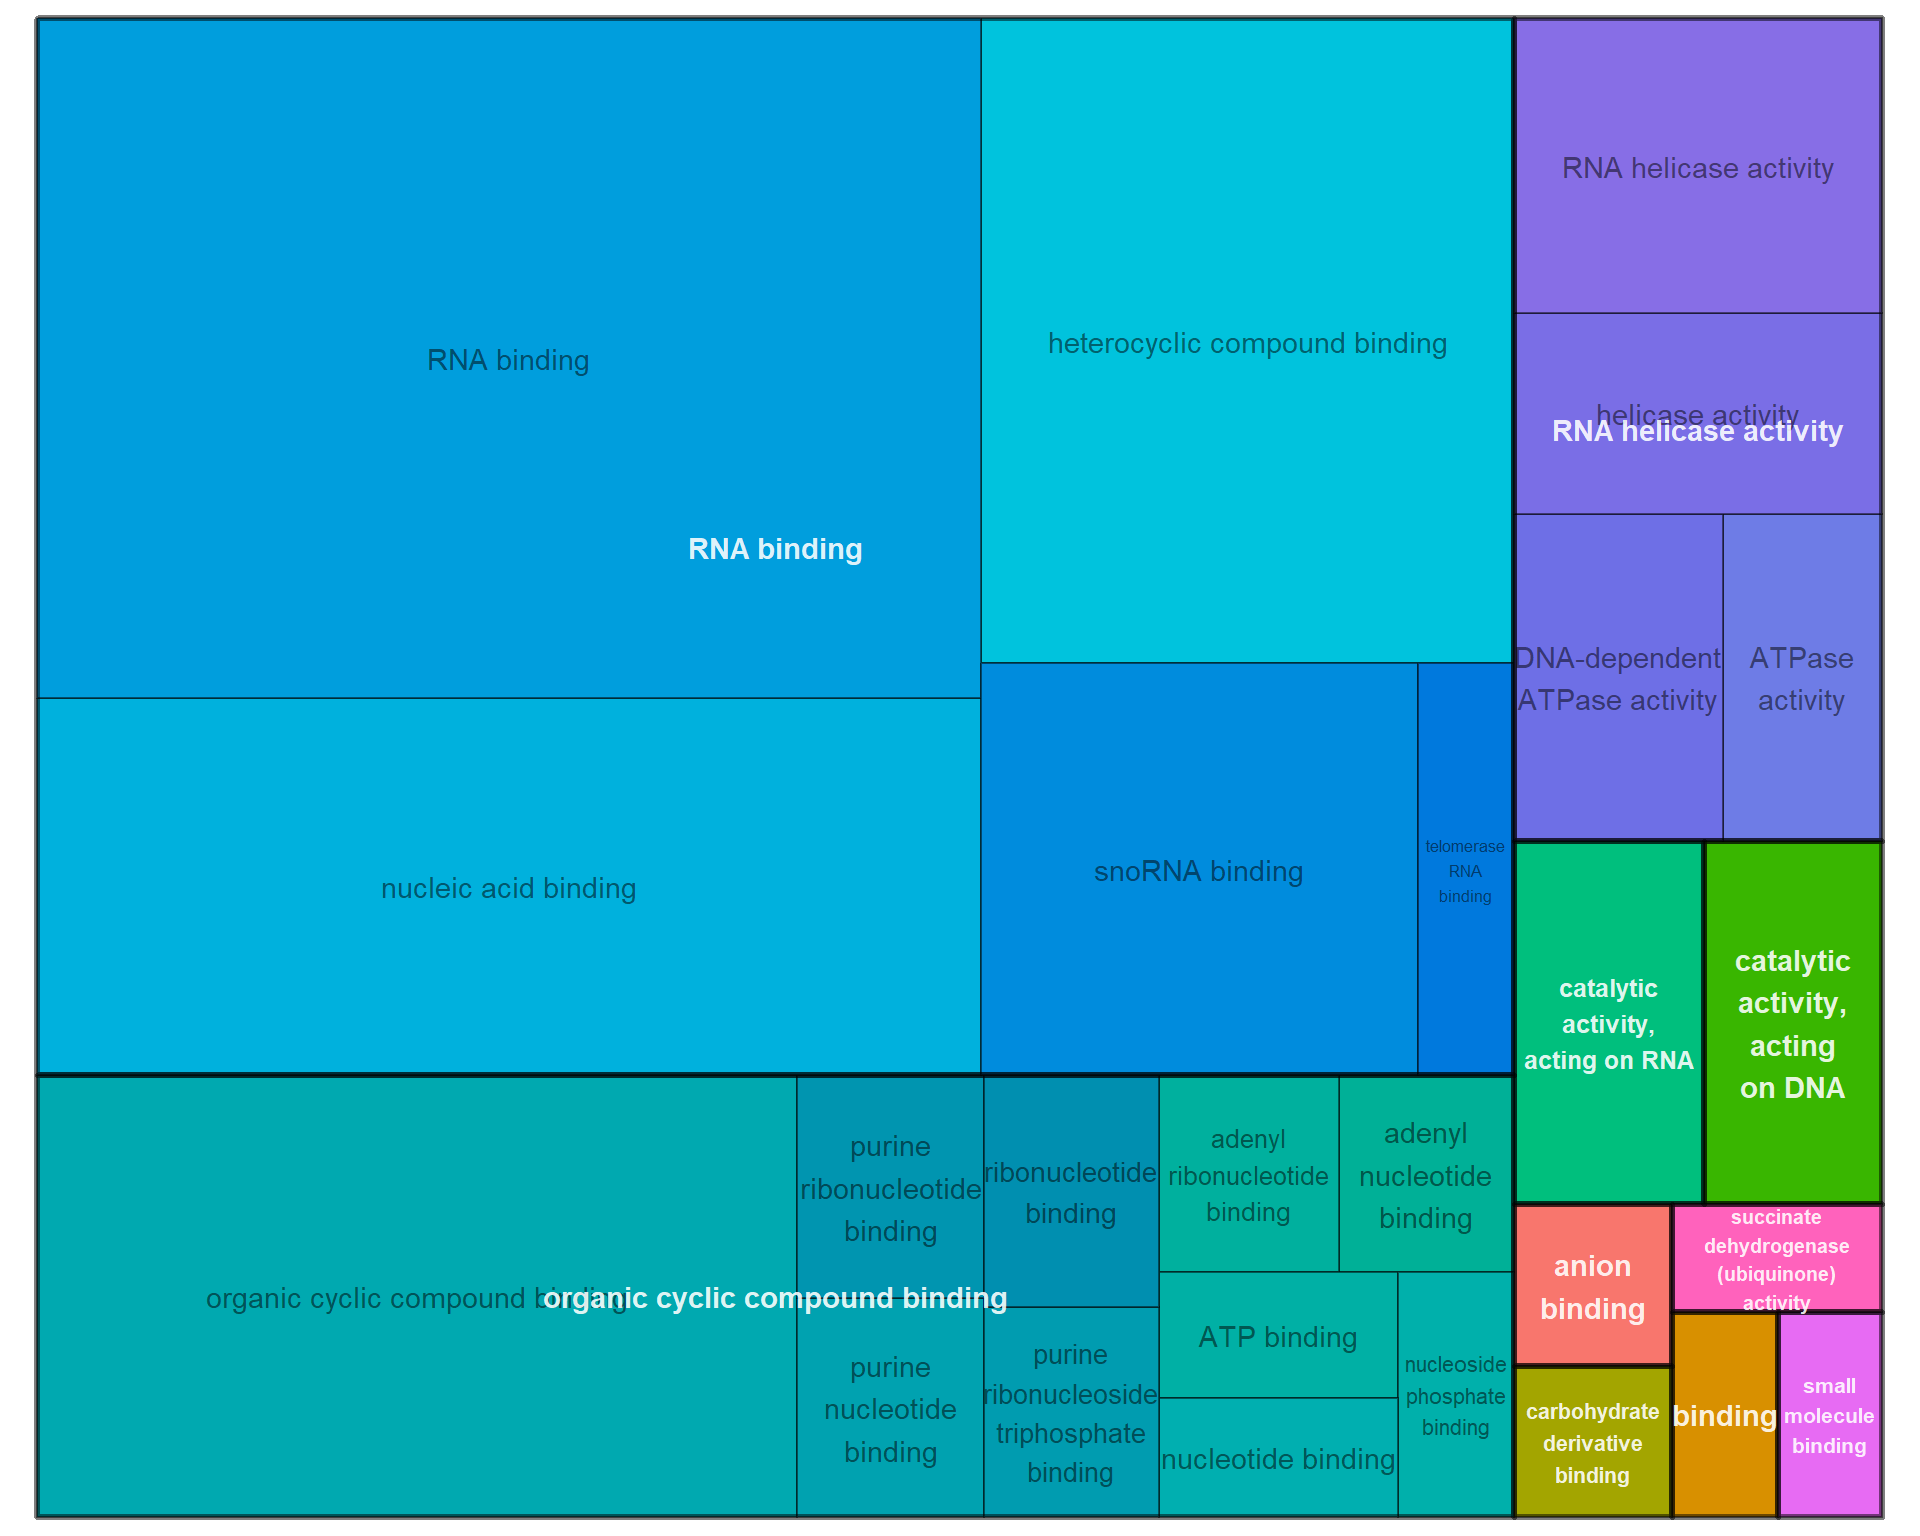 RNA binding
RNA binding
nucleic acid binding
heterocyclic compound binding
snoRNA binding
telomerase
RNA
binding
organic cyclic compound binding
organic cyclic compound binding
purine
ribonucleotide
binding
purine
nucleotide
binding
ribonucleotide
binding
purine
ribonucleoside
triphosphate
binding
adenyl
ribonucleotide
binding
adenyl
nucleotide
binding
ATP binding
nucleotide binding
nucleoside
phosphate
binding
RNA helicase activity
helicase activity
RNA helicase activity
DNA-dependent
ATPase activity
ATPase
activity
catalytic
activity,
acting on RNA
catalytic
activity,
acting
on DNA
anion
binding
succinate
dehydrogenase
(ubiquinone)
activity
carbohydrate
derivative
binding
binding
small
molecule
binding